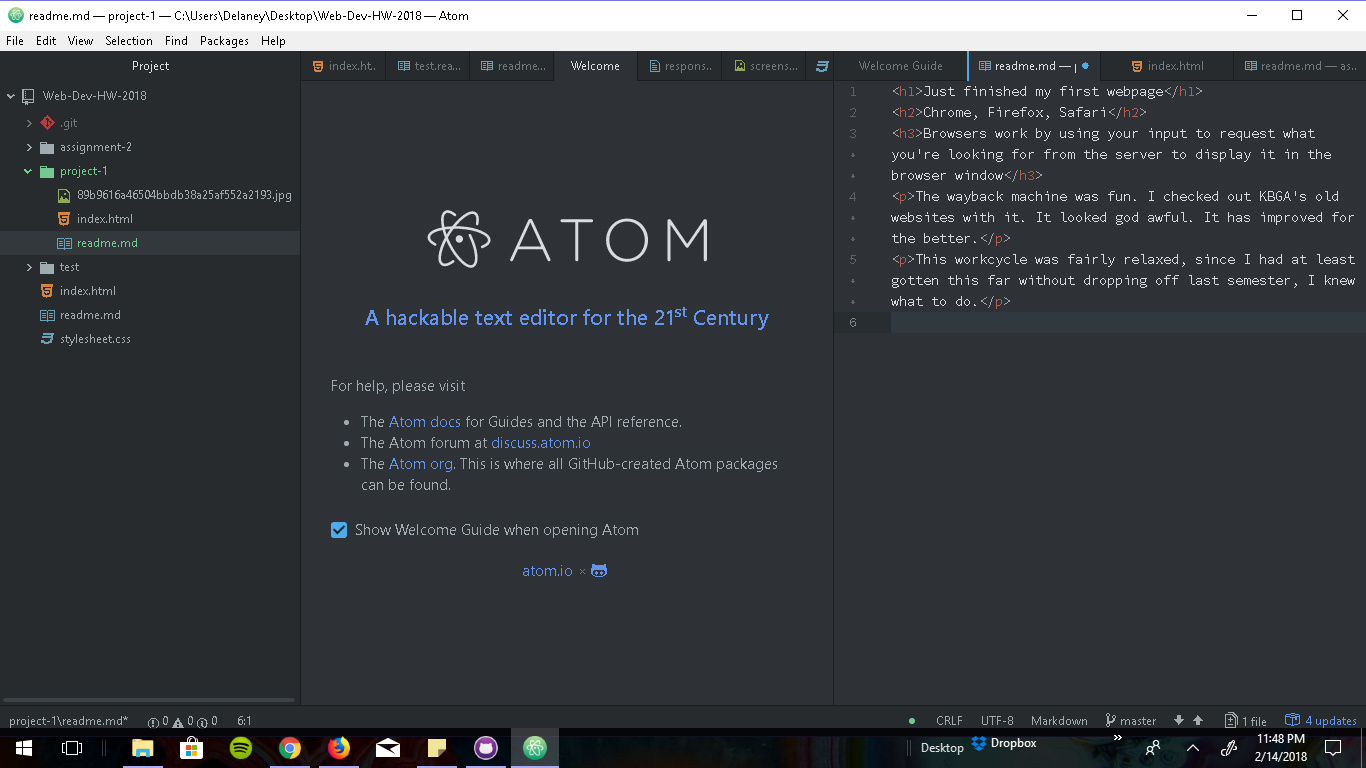 readme.md — project-1 — C:\Users\Delaney\Desktop\Web-Dev-HW-2018 — Atom
File Edit View Selection Find Packages Help
Project
index.ht.. test.rea... readme... Welcome respons.. screens... Welcome Guide readme.md — p index.html readme.md — as..
Web-Dev-HW-2018
.git
assignment-2
project-1
89b9616a46504bbdb38a25af552a2193.jpg
index.html
readme.md
test
index.html
readme.md
stylesheet.css
ATOM
A hackable text editor for the 21st Century
For help, please visit
• The Atom docs for Guides and the API reference.
• The Atom forum at discuss.atom.io
• The Atom org. This is where all GitHub-created Atom packages
can be found.
Show Welcome Guide when opening Atom
atom.io ×
1 <h1>Just finished my first webpage</h1>
2 <h2>Chrome, Firefox, Safari</h2>
3 <h3>Browsers work by using your input to request what
you're looking for from the server to display it in the
browser window</h3>
4 <p>The wayback machine was fun. I checked out KBGA's old
websites with it. It looked god awful. It has improved for
the better.</p>
5 <p>This workcycle was fairly relaxed, since I had at least
gotten this far without dropping off last semester, I knew
what to do.</p>
6
project-1\readme.md* 0 0 0 6:1 CRLF UTF-8 Markdown master 1 file 4 updates
Desktop Dropbox » 11:48 PM
2/14/2018